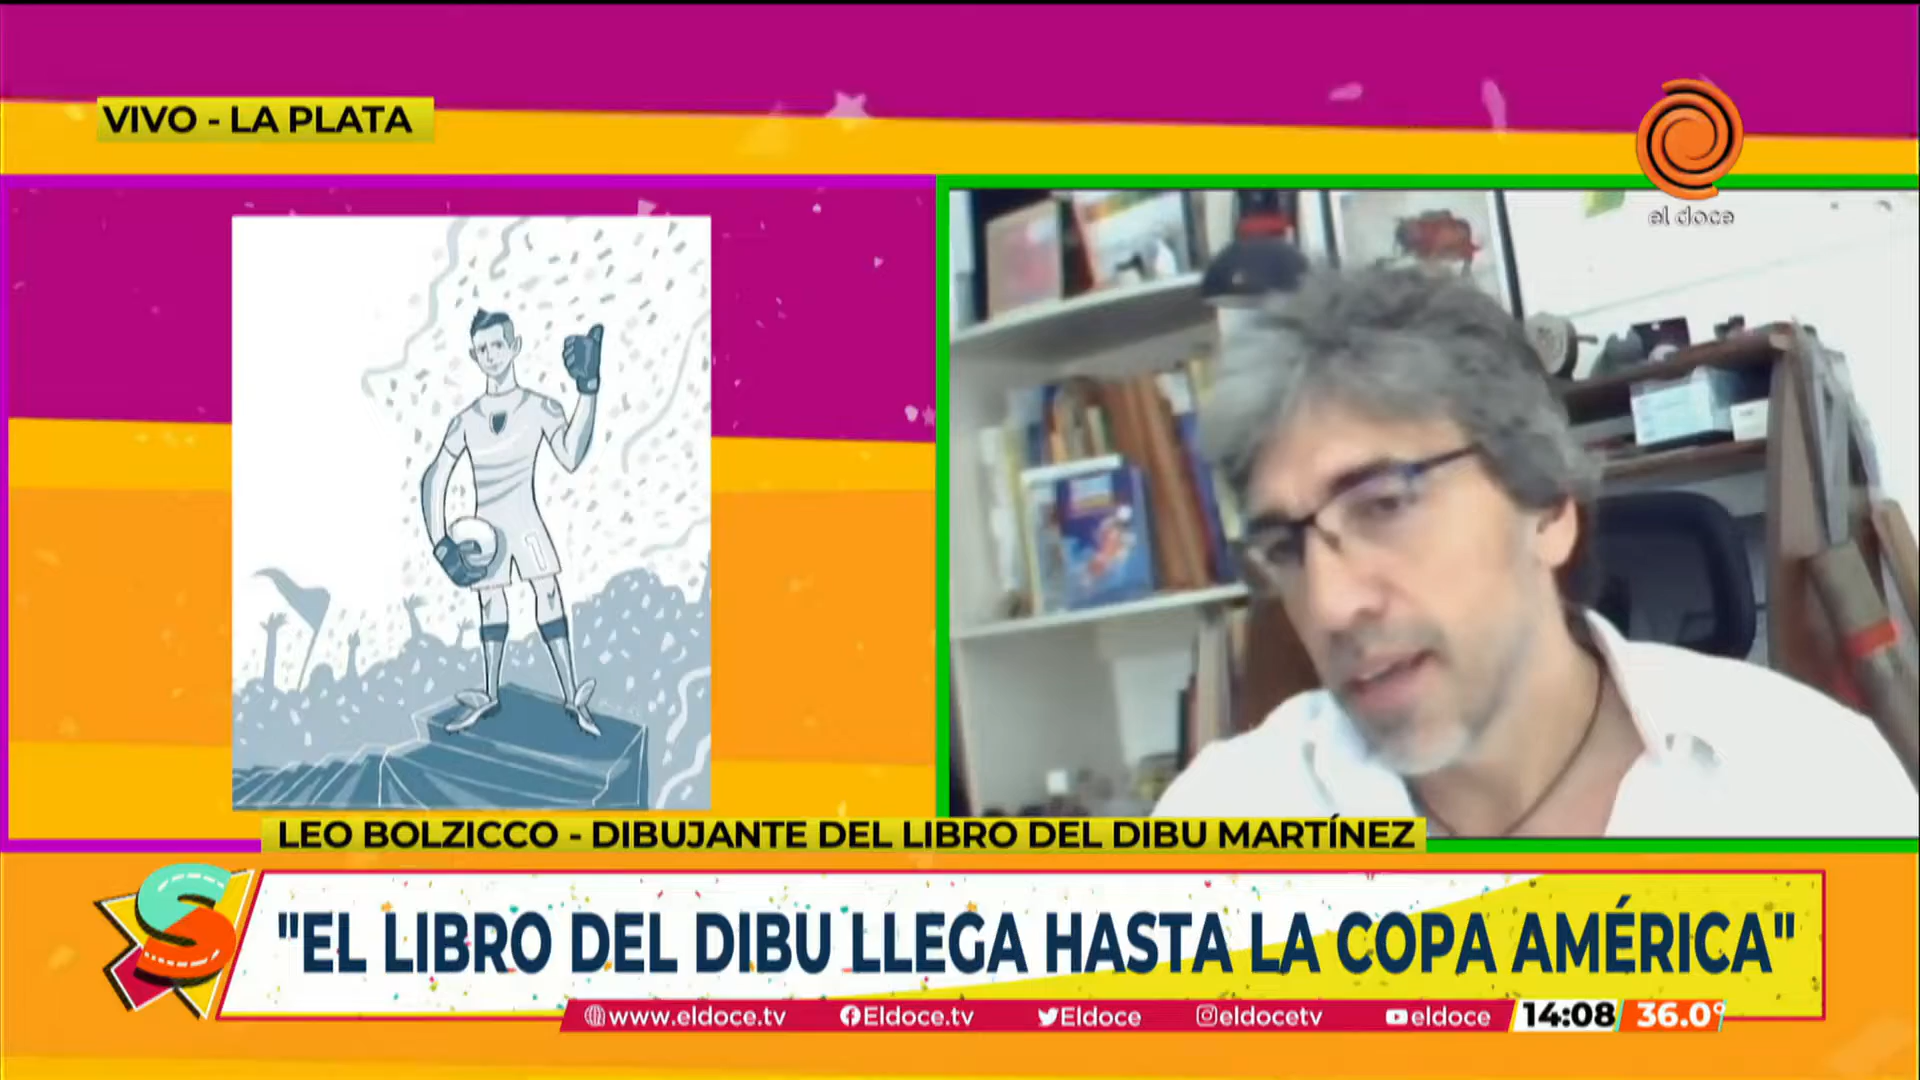 VIVO - LA PLATA
el doce
1
LEO BOLZICCO - DIBUJANTE DEL LIBRO DEL DIBU MARTÍNEZ
S
"EL LIBRO DEL DIBU LLEGA HASTA LA COPA AMÉRICA"
www.eldoce.tv Eldoce.tv Eldoce eldocetv eldoce 14:08 36.0°